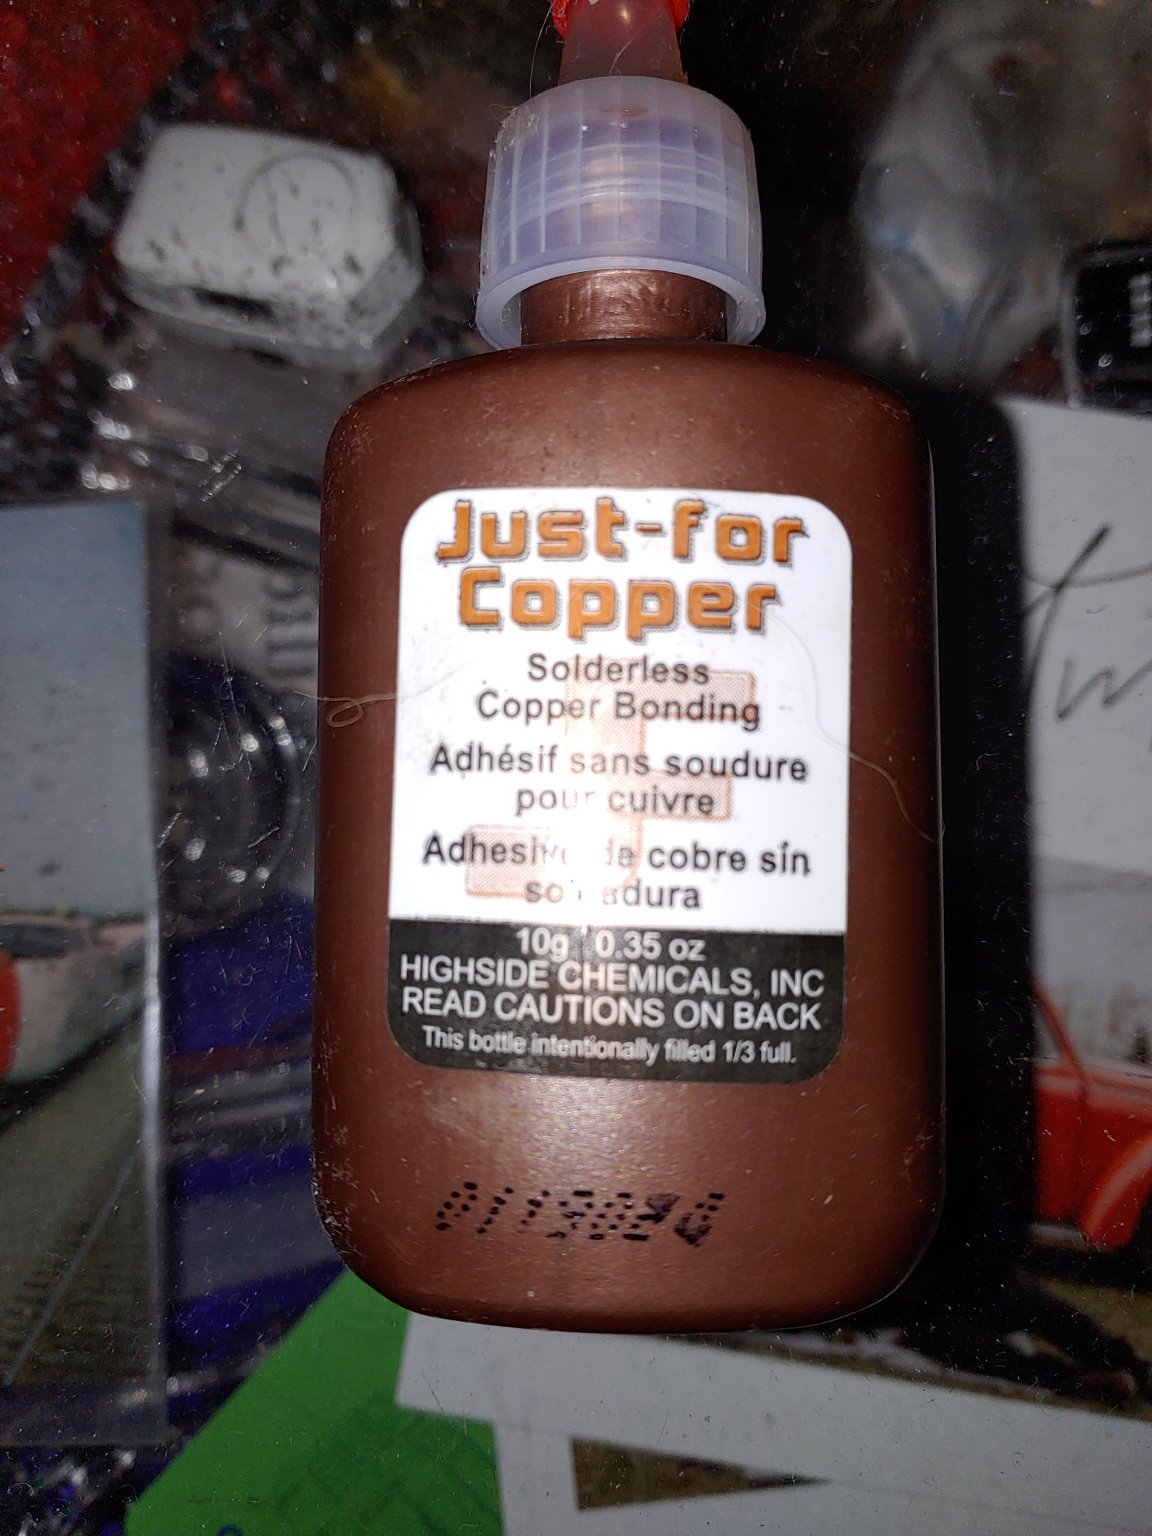 Just-for
Copper
Solderless
Copper Bonding
Adhésif sans soudure
pour cuivre
cobre sin
10g 0.35 oz
HIGHSIDE CHEMICALS, INC
READ CAUTIONS ON BACK
This bottle intentionally filled 1/3 full.